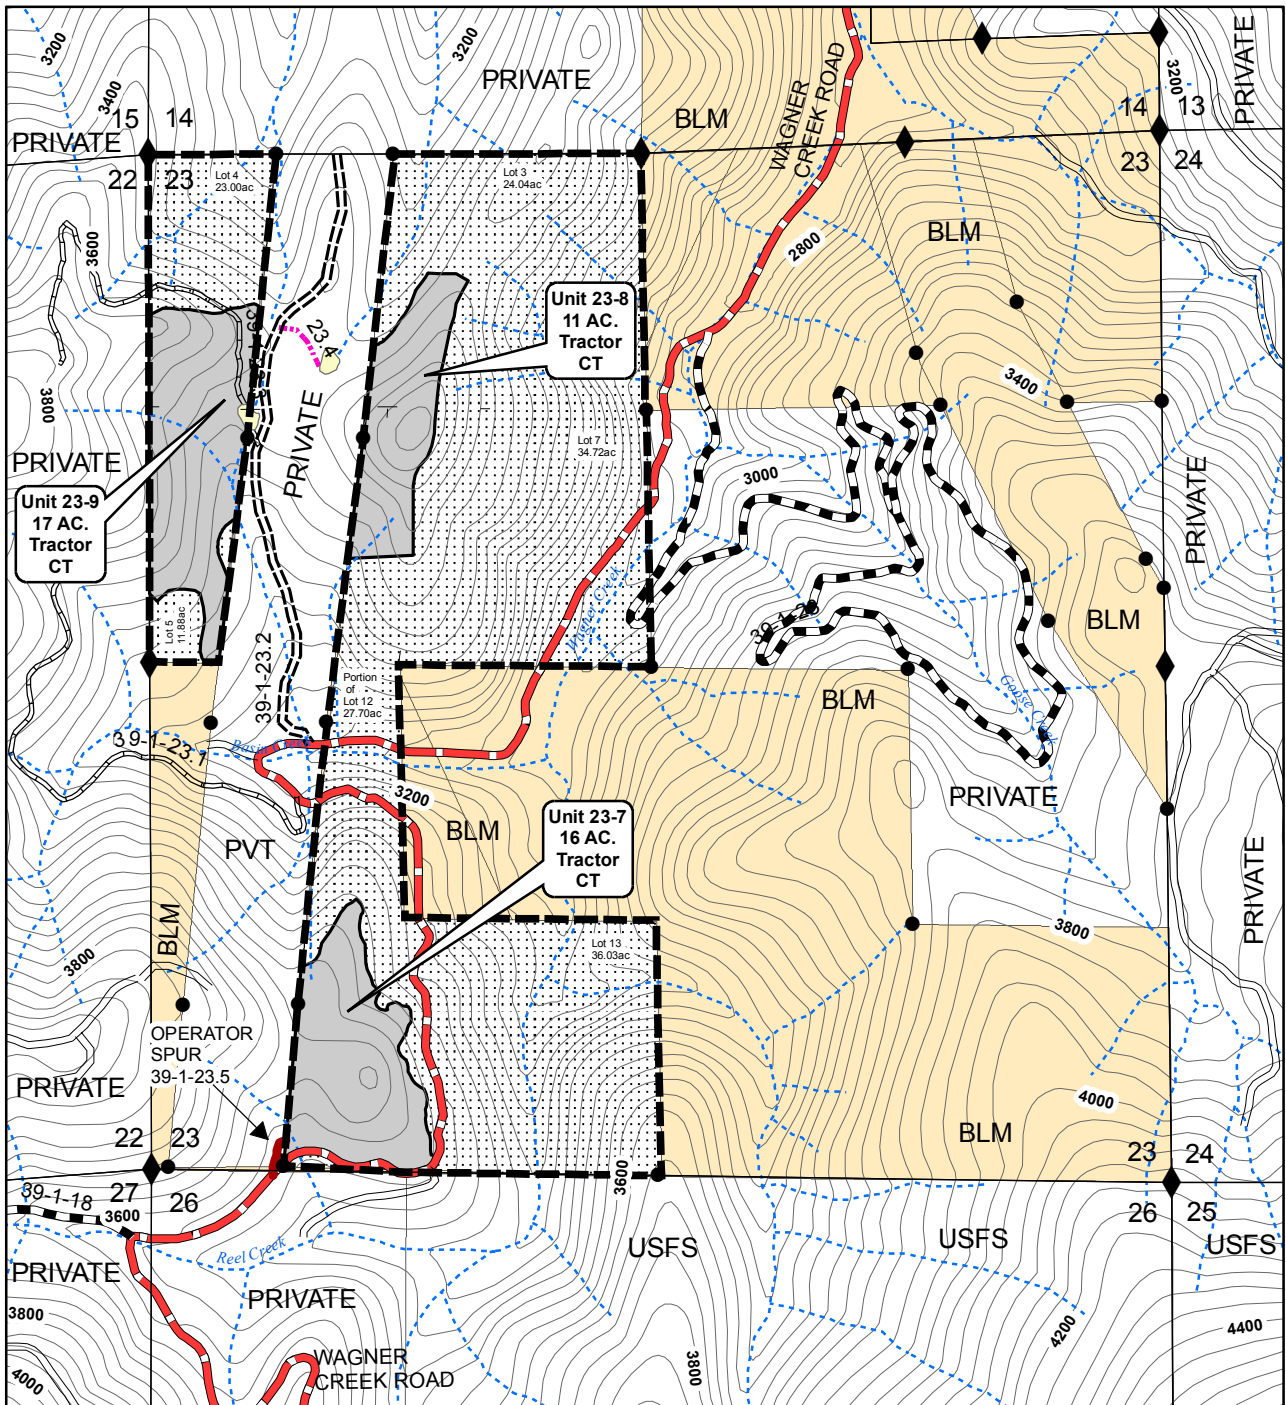 3200
3200
PRIVATE
PRIVATE
3200
3400
BLM
WAGNER
CREEK ROAD
15
14
14
13
PRIVATE
22
23
23
24
Lot 4
23.00ac
Lot 3
24.04ac
3600
2800
BLM
Unit 23-8
11 AC.
Tractor
CT
23.4
3400
3800
PRIVATE
PRIVATE
Lot 7
34.72ac
3000
PRIVATE
Unit 23-9
17 AC.
Tractor
CT
Wagner Creek
39-1-23
BLM
Lot 5
11.88ac
39-1-23.2
Portion
of
Lot 12
27.70ac
BLM
Goose Creek
39-1-23.1
Basin Creek
3200
PRIVATE
Unit 23-7
16 AC.
Tractor
CT
BLM
PVT
PRIVATE
BLM
3800
3800
Lot 13
36.03ac
OPERATOR
SPUR
39-1-23.5
PRIVATE
4000
BLM
22
23
23
24
27
26
26
25
39-1-18
3600
3600
Reel Creek
USFS
USFS
USFS
PRIVATE
PRIVATE
3800
4200
4400
WAGNER
CREEK ROAD
3800
4000